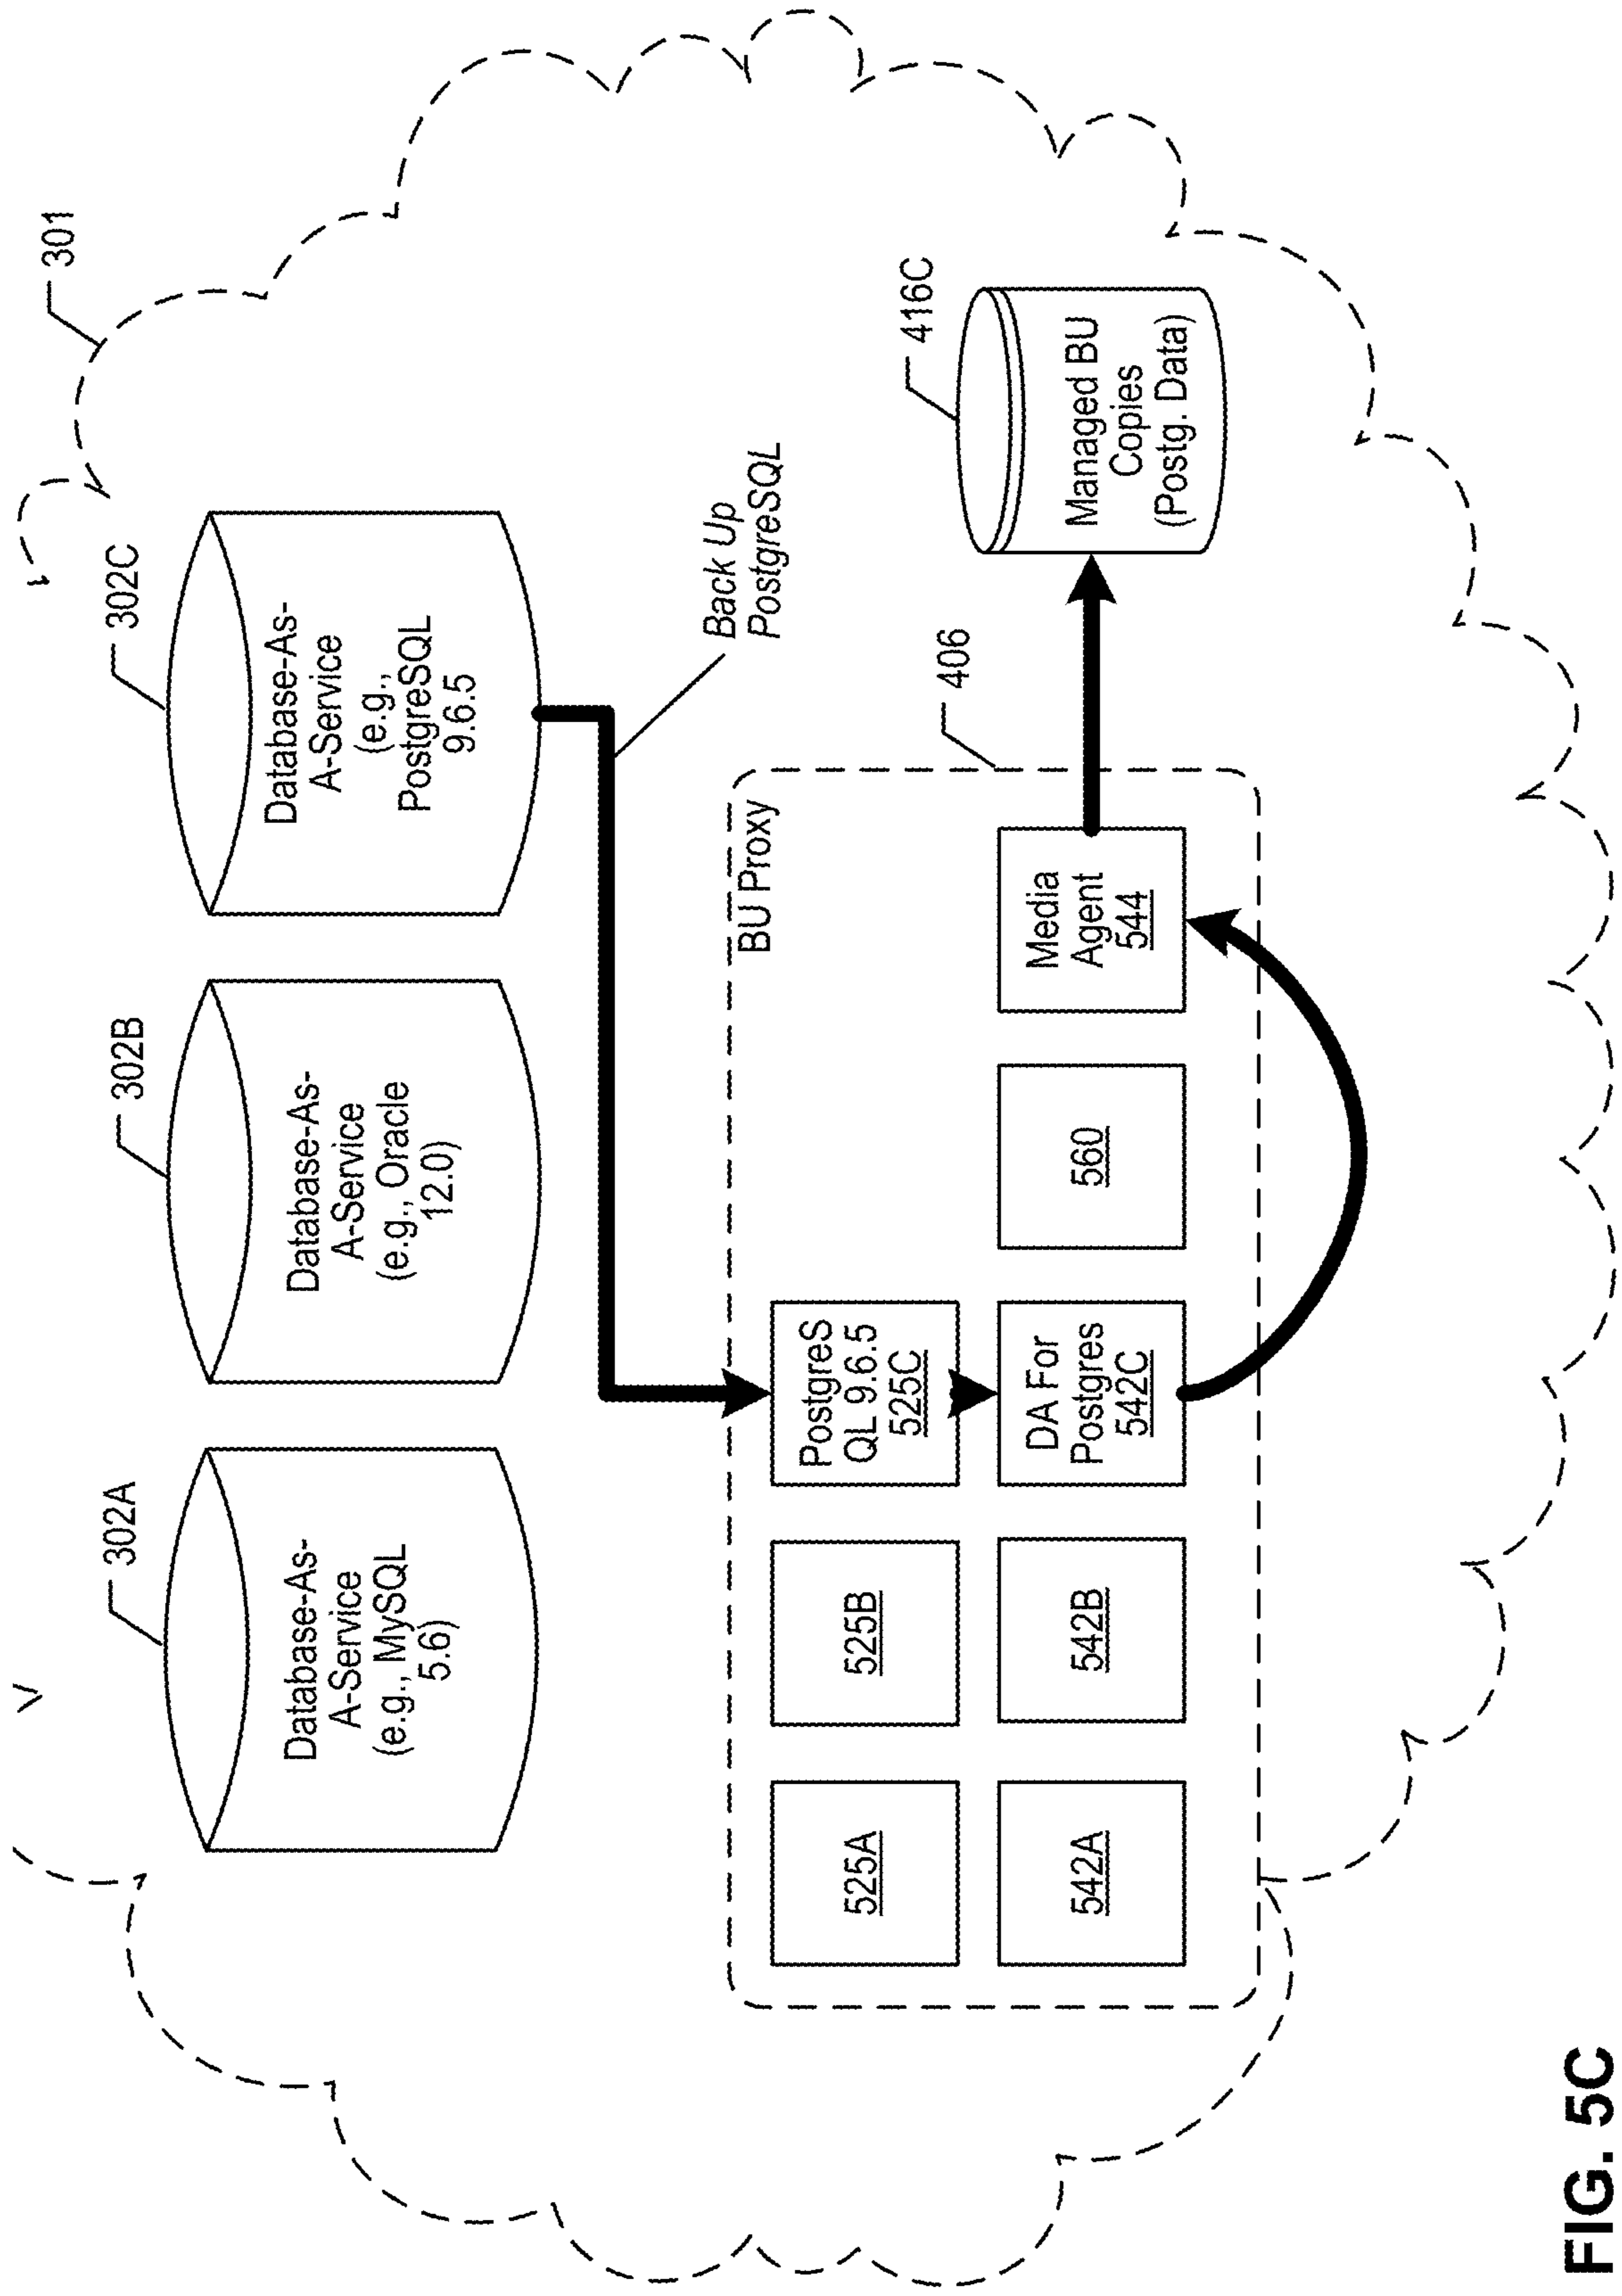 301
302A
Database-As-
A-Service
(e.g., MySQL
5.6)
302B
Database-As-
A-Service
(e.g., Oracle
12.0)
302C
Database-As-
A-Service
(e.g.,
PostgreSQL
9.6.5
Back Up
PostgreSQL
BU Proxy
406
525A
525B
PostgreS
QL 9.6.5
525C
542A
542B
DA For
Postgres
542C
560
Media
Agent
544
416C
Managed BU
Copies
(Postg. Data)
FIG. 5C